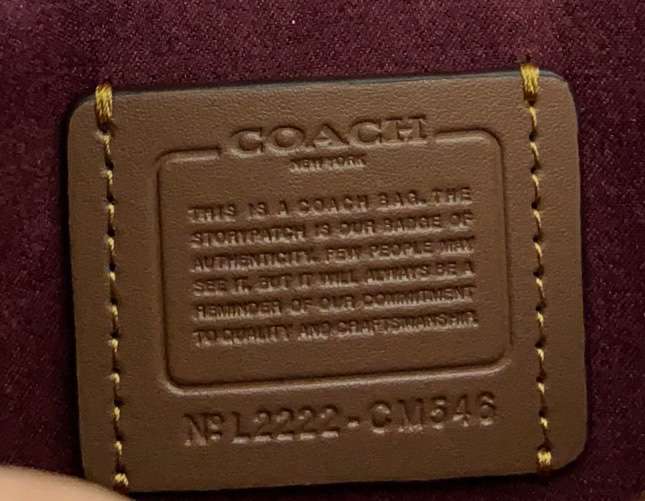 COACH
NEW YORK
THIS IS A COACH BAG. THE
STORYPATCH IS OUR BADGE OF
AUTHENTICITY. FEW PEOPLE MAY
SEE IT, BUT IT WILL ALWAYS BE A
REMINDER OF OUR COMMITMENT
TO QUALITY AND CRAFTSMANSHIP.
Nº L2222-CM546